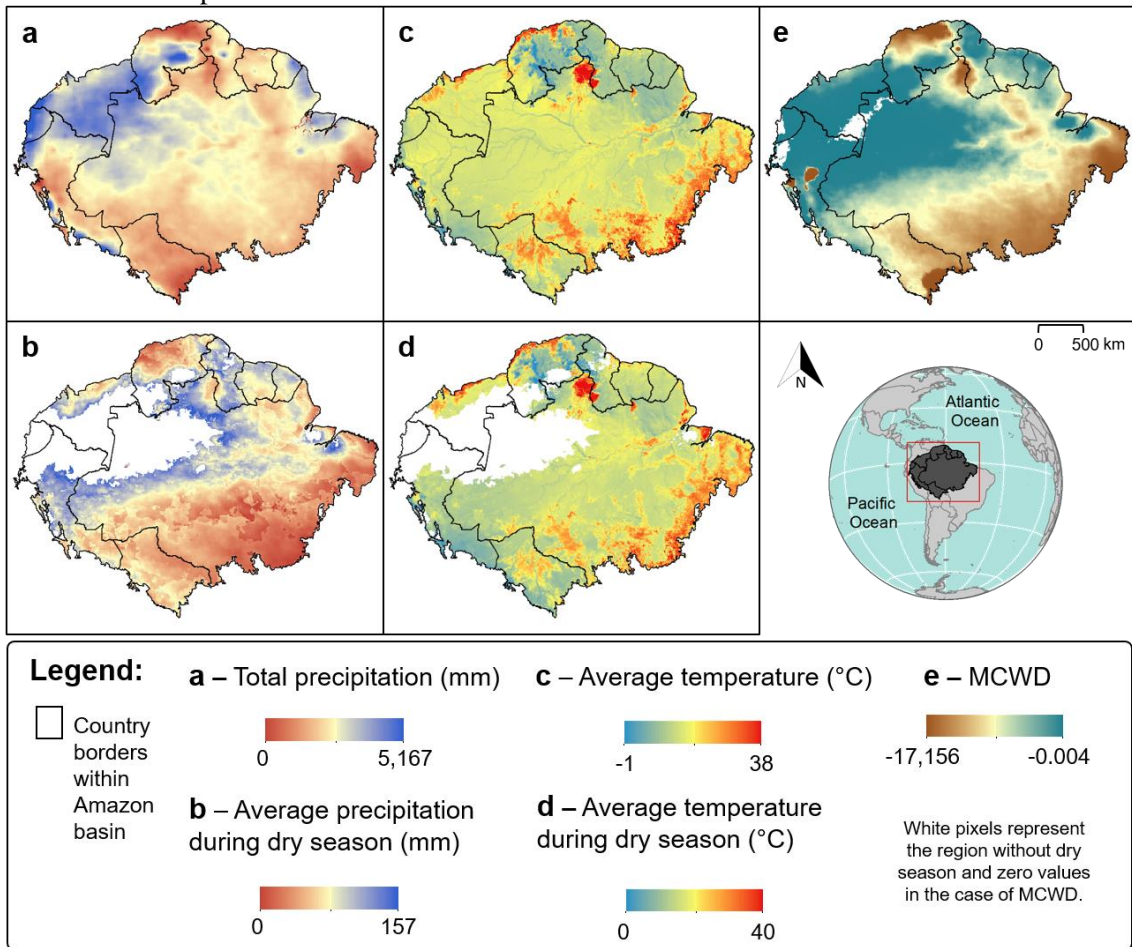 a
c
e
b
d
0 500 km
N
Atlantic
Ocean
Pacific
Ocean
Legend:
Country
borders
within
Amazon
basin
a – Total precipitation (mm)
0 5,167
b – Average precipitation
during dry season (mm)
0 157
c – Average temperature (°C)
-1 38
d – Average temperature
during dry season (°C)
0 40
e – MCWD
-17,156 -0.004
White pixels represent
the region without dry
season and zero values
in the case of MCWD.